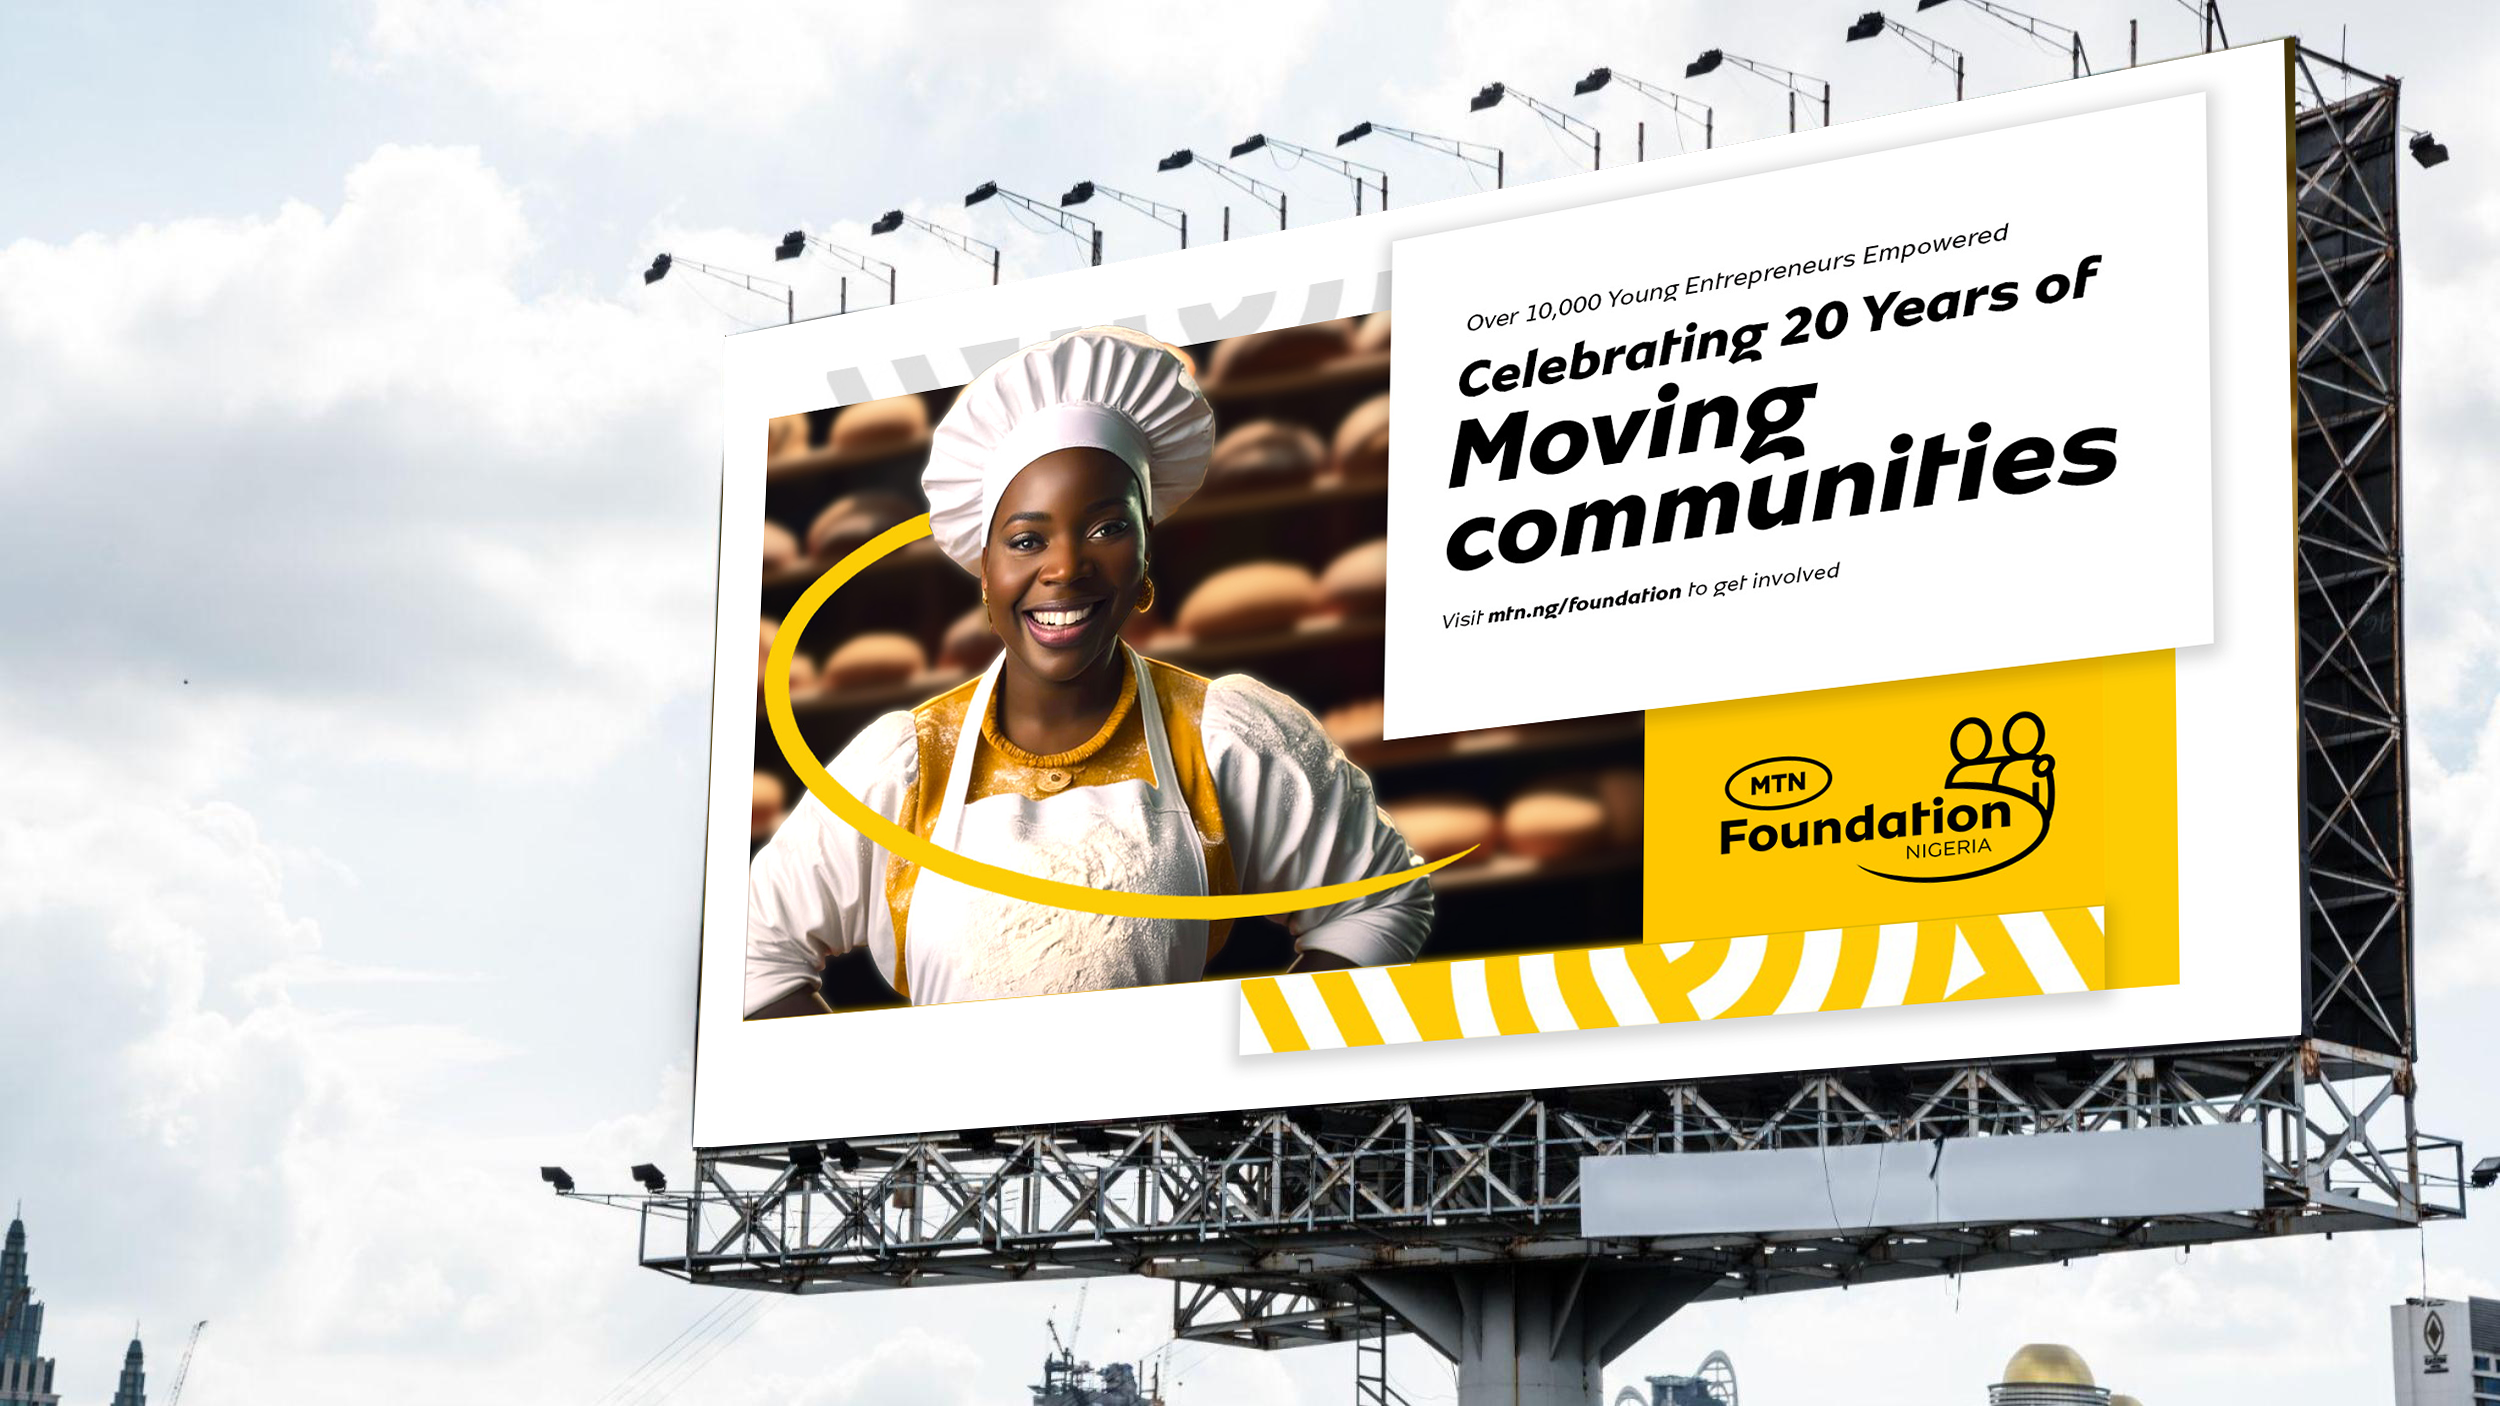 Over 10,000 Young Entrepreneurs Empowered
Celebrating 20 Years of
Moving
communities
Visit mtn.ng/foundation to get involved
MTN
Foundation
NIGERIA